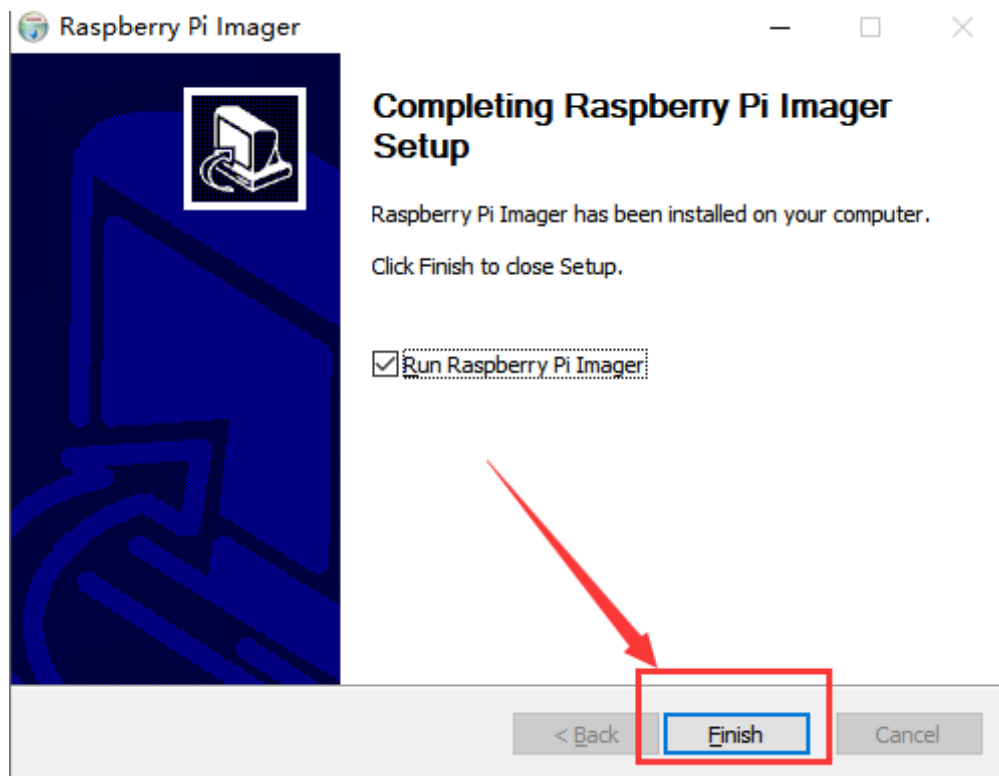 Raspberry Pi Imager
Completing Raspberry Pi Imager
Setup
Raspberry Pi Imager has been installed on your computer.
Click Finish to close Setup.
Run Raspberry Pi Imager
< Back Finish Cancel